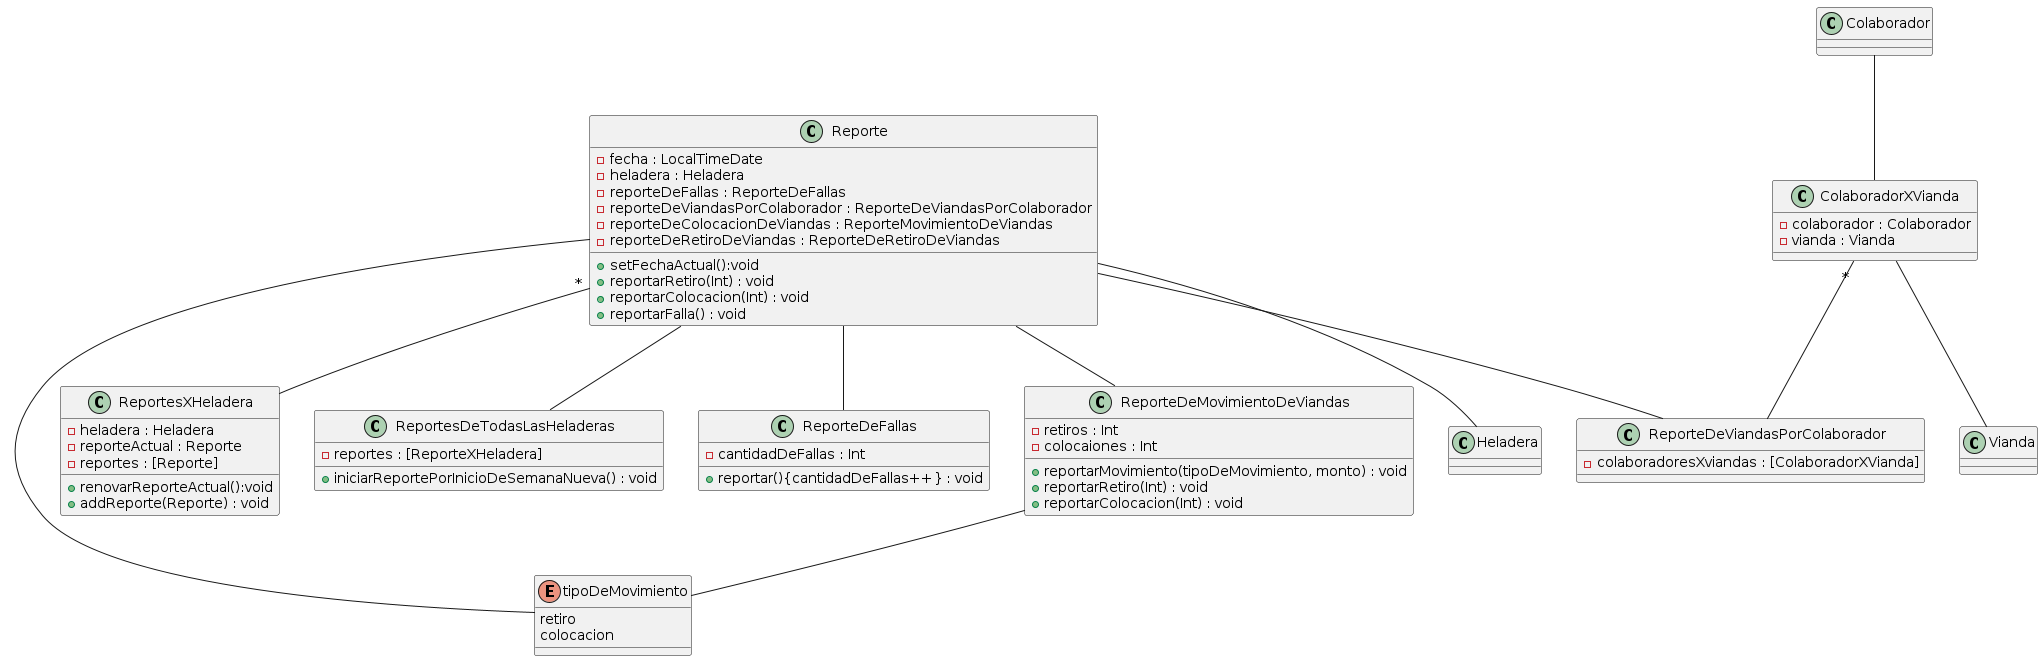 C Colaborador
C Reporte
fecha : LocalTimeDate
heladera : Heladera
reporteDeFallas : ReporteDeFallas
reporteDeViandasPorColaborador : ReporteDeViandasPorColaborador
reporteDeColocacionDeViandas : ReporteMovimientoDeViandas
reporteDeRetiroDeViandas : ReporteDeRetiroDeViandas
setFechaActual():void
reportarRetiro(Int) : void
reportarColocacion(Int) : void
reportarFalla() : void
C ColaboradorXVianda
colaborador : Colaborador
vianda : Vianda
*
*
C ReportesXHeladera
heladera : Heladera
reporteActual : Reporte
reportes : [Reporte]
renovarReporteActual():void
addReporte(Reporte) : void
C ReportesDeTodasLasHeladeras
reportes : [ReporteXHeladera]
iniciarReportePorInicioDeSemanaNueva() : void
C ReporteDeFallas
cantidadDeFallas : Int
reportar(){cantidadDeFallas++ } : void
C ReporteDeMovimientoDeViandas
retiros : Int
colocaiones : Int
reportarMovimiento(tipoDeMovimiento, monto) : void
reportarRetiro(Int) : void
reportarColocacion(Int) : void
C Heladera
C ReporteDeViandasPorColaborador
colaboradoresXviandas : [ColaboradorXVianda]
C Vianda
E tipoDeMovimiento
retiro
colocacion